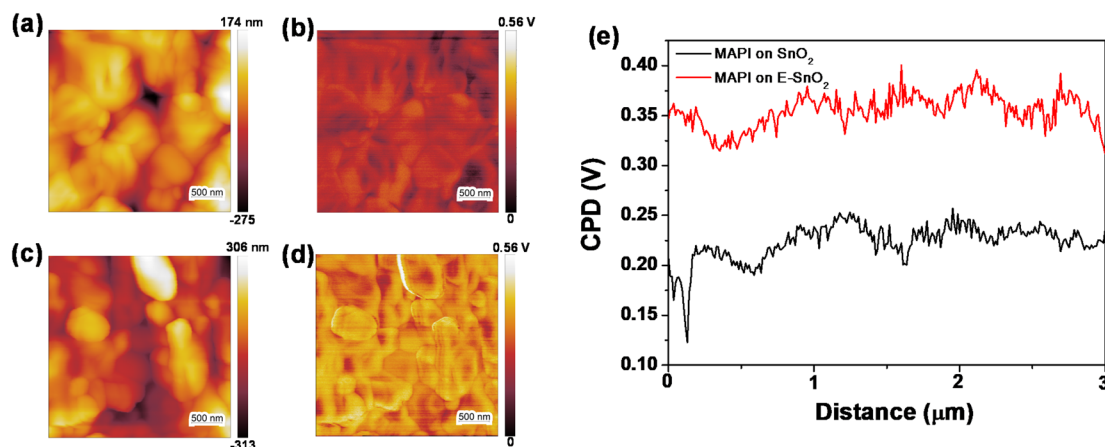 (a)
174 nm
500 nm
-275
(b)
0.56 V
500 nm
0
(c)
306 nm
500 nm
-313
(d)
0.56 V
500 nm
0
(e)
MAPI on SnO₂
MAPI on E-SnO₂
CPD (V)
0.40
0.35
0.30
0.25
0.20
0.15
0.10
0
1
2
3
Distance (μm)